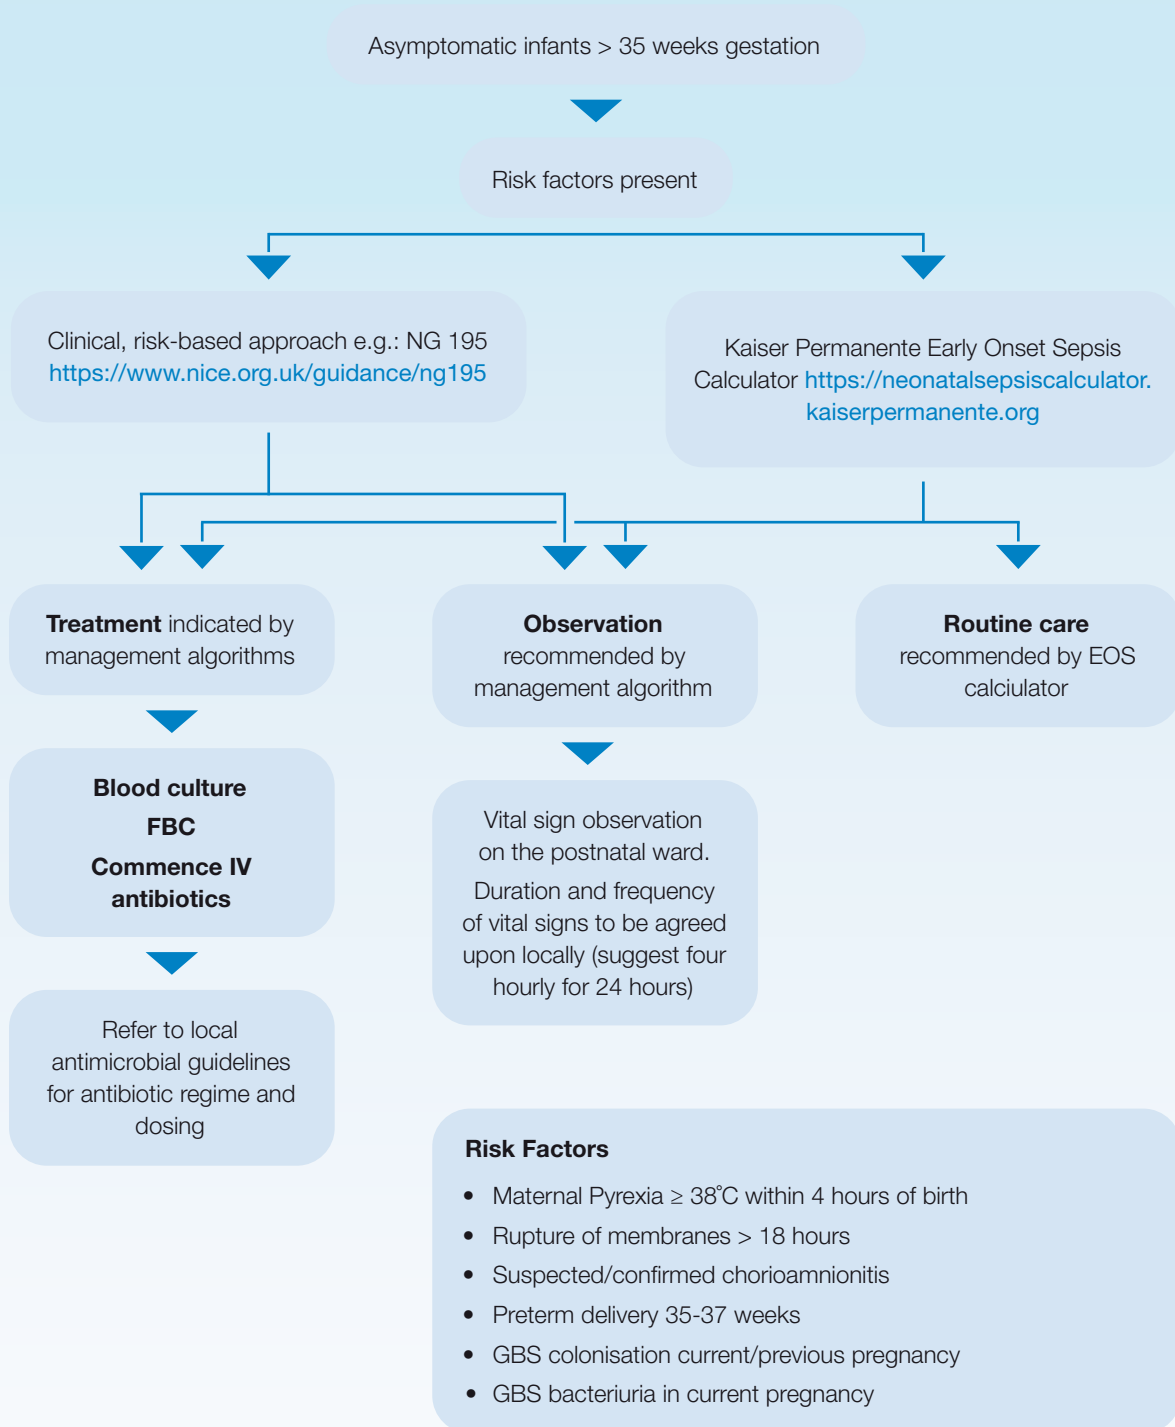 Asymptomatic infants > 35 weeks gestation
Risk factors present
Clinical, risk-based approach e.g.: NG 195
https://www.nice.org.uk/guidance/ng195
Kaiser Permanente Early Onset Sepsis
Calculator https://neonatalsepsiscalculator.
kaiserpermanente.org
Treatment indicated by
management algorithms
Observation
recommended by
management algorithm
Routine care
recommended by EOS
calciulator
Blood culture
FBC
Commence IV
antibiotics
Vital sign observation
on the postnatal ward.
Duration and frequency
of vital signs to be agreed
upon locally (suggest four
hourly for 24 hours)
Refer to local
antimicrobial guidelines
for antibiotic regime and
dosing
Risk Factors
• Maternal Pyrexia ≥ 38˚C within 4 hours of birth
• Rupture of membranes > 18 hours
• Suspected/confirmed chorioamnionitis
• Preterm delivery 35-37 weeks
• GBS colonisation current/previous pregnancy
• GBS bacteriuria in current pregnancy